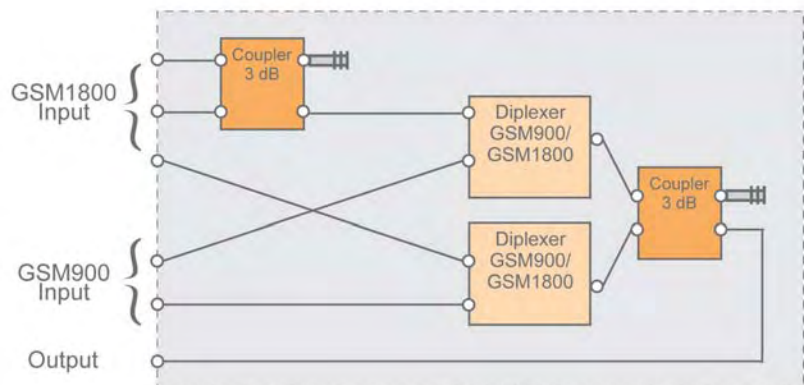 GSM1800
Input
Coupler
3 dB
Diplexer
GSM900/
GSM1800
Coupler
3 dB
Diplexer
GSM900/
GSM1800
GSM900
Input
Output